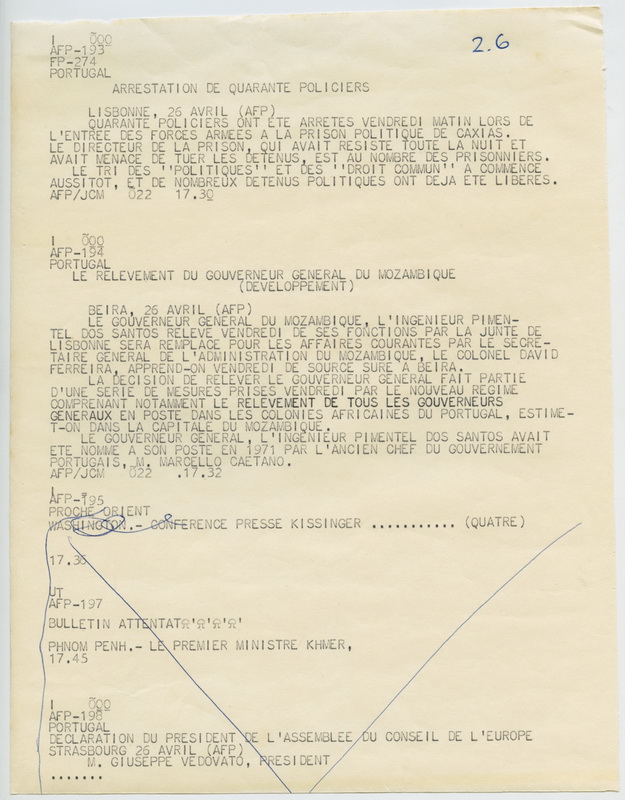 2.6
I    õõõ
AFP-193
FP-274
PORTUGAL
ARRESTATION DE QUARANTE POLICIERS
LISBONNE, 26 AVRIL (AFP)
QUARANTE POLICIERS ONT ETE ARRETES VENDREDI MATIN LORS DE
L'ENTREE DES FORCES ARMEES A LA PRISON POLITIQUE DE CAXIAS.
LE DIRECTEUR DE LA PRISON, QUI AVAIT RESISTE TOUTE LA NUIT ET
AVAIT MENACE DE TUER LES DETENUS, EST AU NOMBRE DES PRISONNIERS.
LE TRI DES ''POLITIQUES'' ET DES ''DROIT COMMUN'' A COMMENCE
AUSSITOT, ET DE NOMBREUX DETENUS POLITIQUES ONT DEJA ETE LIBERES.
AFP/JCM   022   17.30
I    õõõ
AFP-194
PORTUGAL
LE RELEVEMENT DU GOUVERNEUR GENERAL DU MOZAMBIQUE
(DEVELOPPEMENT)
BEIRA, 26 AVRIL (AFP)
LE GOUVERNEUR GENERAL DU MOZAMBIQUE, L'INGENIEUR PIMEN-
TEL DOS SANTOS RELEVE VENDREDI DE SES FONCTIONS PAR LA JUNTE DE
LISBONNE SERA REMPLACE POUR LES AFFAIRES COURANTES PAR LE SECRE-
TAIRE GENERAL DE L'ADMINISTRATION DU MOZAMBIQUE, LE COLONEL DAVID
FERREIRA, APPREND-ON VENDREDI DE SOURCE SURE A BEIRA.
LA DECISION DE RELEVER LE GOUVERNEUR GENERAL FAIT PARTIE
D'UNE SERIE DE MESURES PRISES VENDREDI PAR LE NOUVEAU REGIME
COMPRENANT NOTAMMENT LE RELEVEMENT DE TOUS LES GOUVERNEURS
GENERAUX EN POSTE DANS LES COLONIES AFRICAINES DU PORTUGAL, ESTIME-
T-ON DANS LA CAPITALE DU MOZAMBIQUE.
LE GOUVERNEUR GENERAL, L'INGENIEUR PIMENTEL DOS SANTOS AVAIT
ETE NOMME A SON POSTE EN 1971 PAR L'ANCIEN CHEF DU GOUVERNEMENT
PORTUGAIS, M. MARCELLO CAETANO.
AFP/JCM   022   .17.32
I
AFP-195
PROCHE ORIENT
WASHINGTON.- CONFERENCE PRESSE KISSINGER ........... (QUATRE)
17.36
UT
AFP-197
BULLETIN ATTENTAT
PHNOM PENH.- LE PREMIER MINISTRE KHMER,
17.45
I    õõõ
AFP-198
PORTUGAL
DECLARATION DU PRESIDENT DE L'ASSEMBLEE DU CONSEIL DE L'EUROPE
STRASBOURG 26 AVRIL (AFP)
M. GIUSEPPE VEDOVATO, PRESIDENT
.......